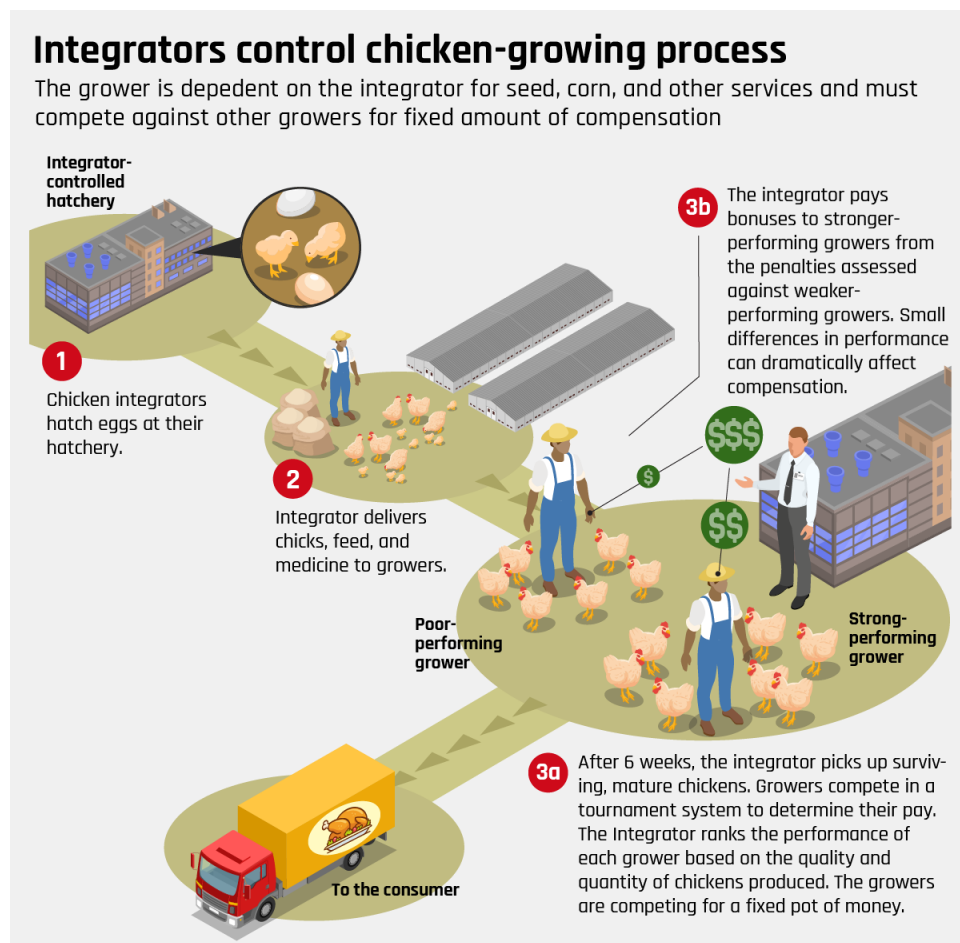 Integrators control chicken-growing process
The grower is depedent on the integrator for seed, corn, and other services and must
compete against other growers for fixed amount of compensation
Integrator-
controlled
hatchery
1
Chicken integrators
hatch eggs at their
hatchery.
2
Integrator delivers
chicks, feed, and
medicine to growers.
3b
The integrator pays
bonuses to stronger-
performing growers from
the penalties assessed
against weaker-
performing growers. Small
differences in performance
can dramatically affect
compensation.
$$$
$
$$
Poor-
performing
grower
Strong-
performing
grower
3a
After 6 weeks, the integrator picks up surviv-
ing, mature chickens. Growers compete in a
tournament system to determine their pay.
The Integrator ranks the performance of
each grower based on the quality and
quantity of chickens produced. The growers
are competing for a fixed pot of money.
To the consumer